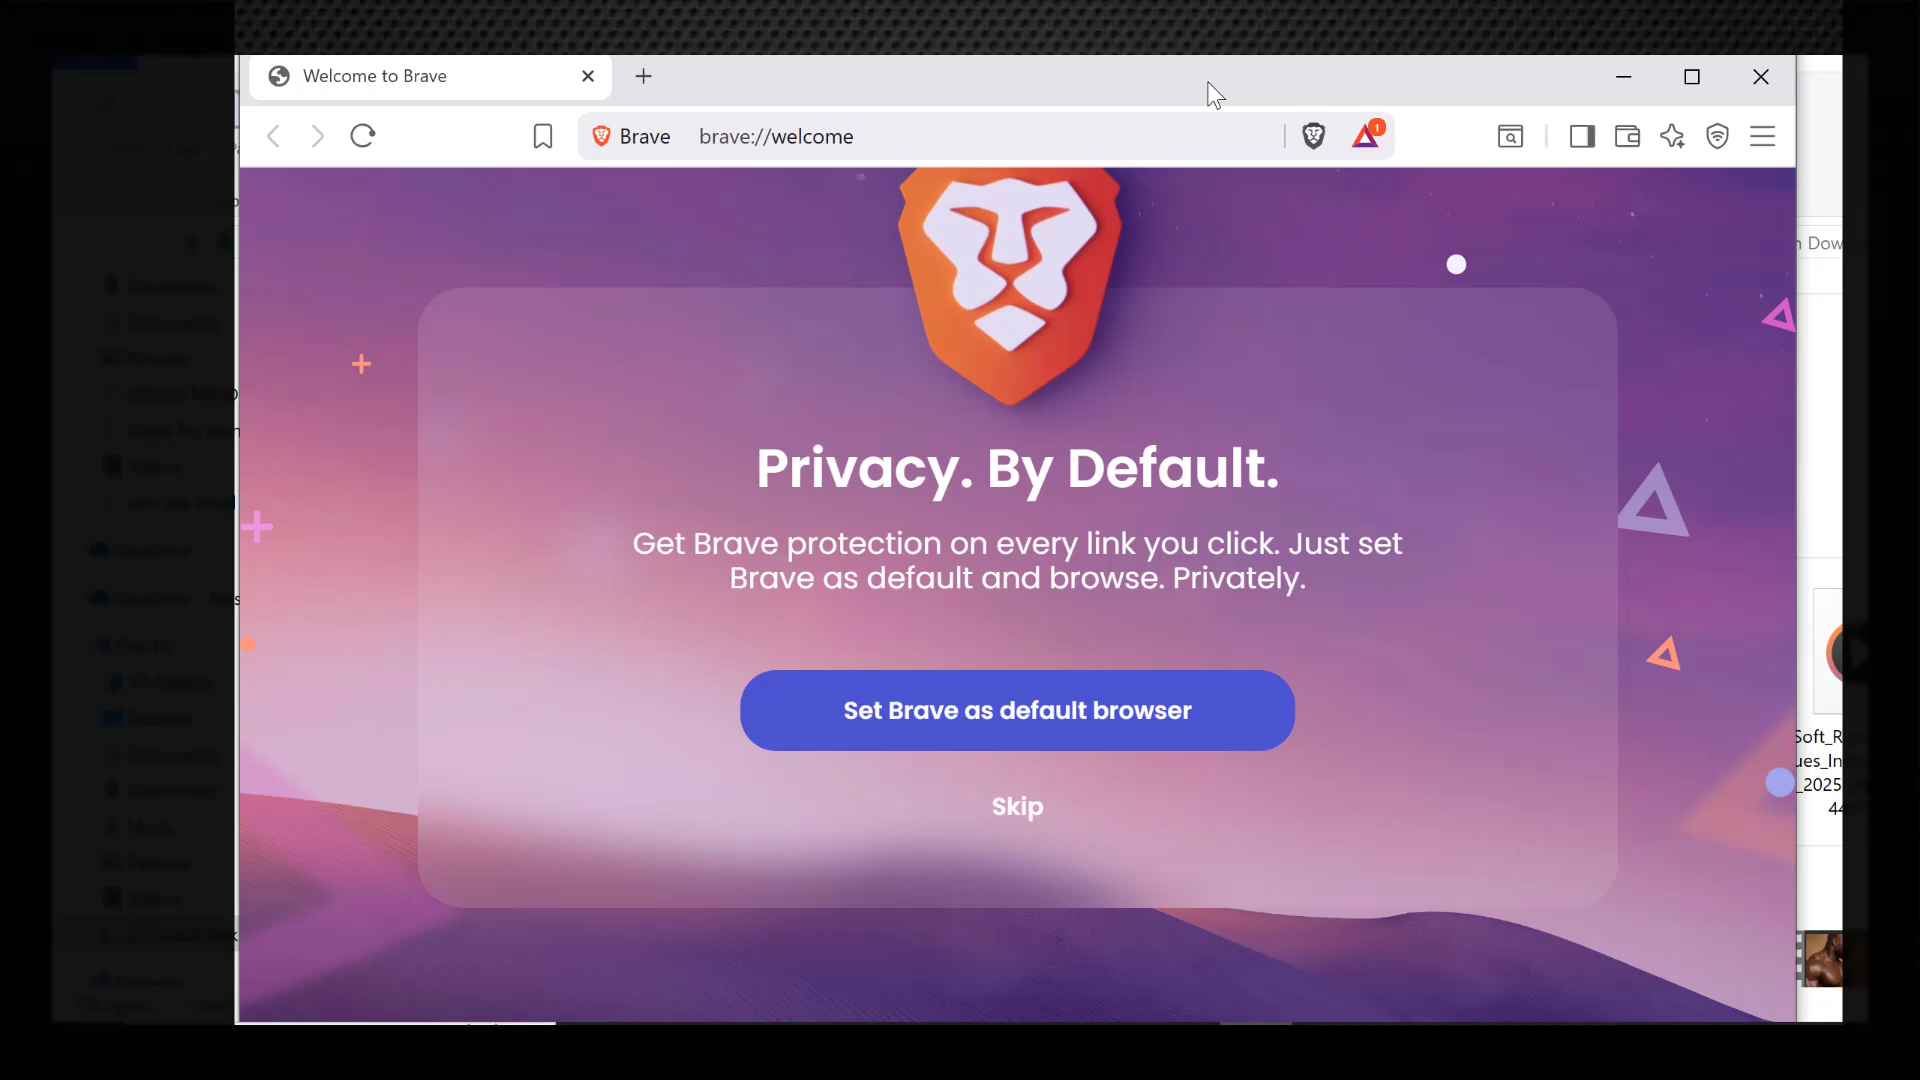 Welcome to Brave
Brave brave://welcome
1
Privacy. By Default.
Get Brave protection on every link you click. Just set
Brave as default and browse. Privately.
Set Brave as default browser
Skip